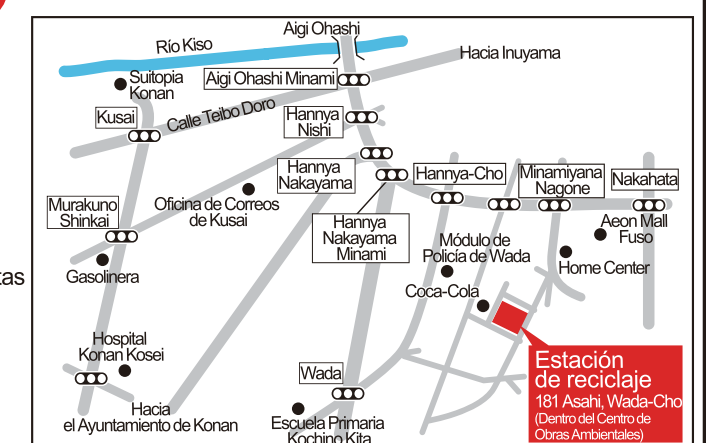 Aigi Ohashi
Río Kiso
Hacia Inuyama
Suitopia
Konan
Aigi Ohashi Minami
Kusai
Calle Teibo Doro
Hannya
Nishi
Hannya
Nakayama
Hannya-Cho
Minamiyana
Nagone
Nakahata
Murakuno
Shinkai
Oficina de Correos
de Kusai
Hannya
Nakayama
Minami
Aeon Mall
Fuso
Módulo de
Policía de Wada
Home Center
tas
Gasolinera
Coca-Cola
Hospital
Konan Kosei
Estación
de reciclaje
181 Asahi, Wada-Cho
(Dentro del Centro de
Obras Ambientales)
Wada
Hacia
el Ayuntamiento de Konan
Escuela Primaria
Kochino Kita